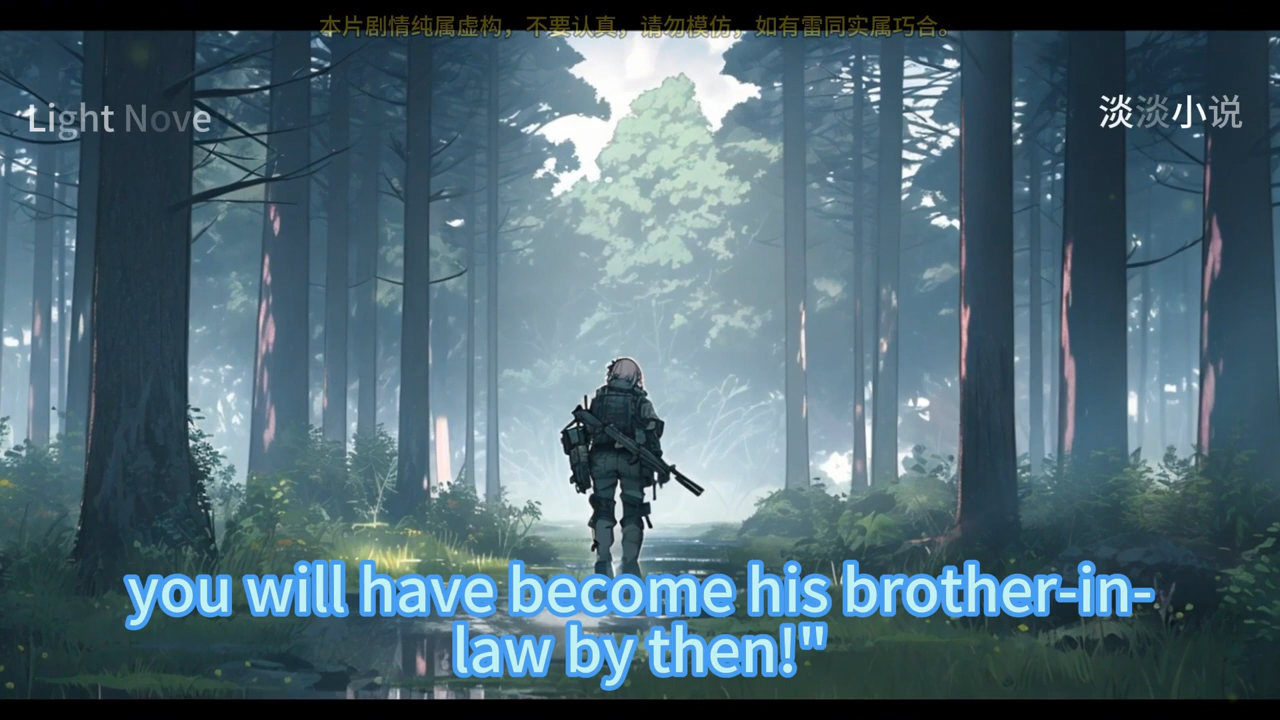 本片剧情纯属虚构，不要认真，请勿模仿，如有雷同实属巧合。
Light Nove
淡淡小说
you will have become his brother-in-
law by then!"